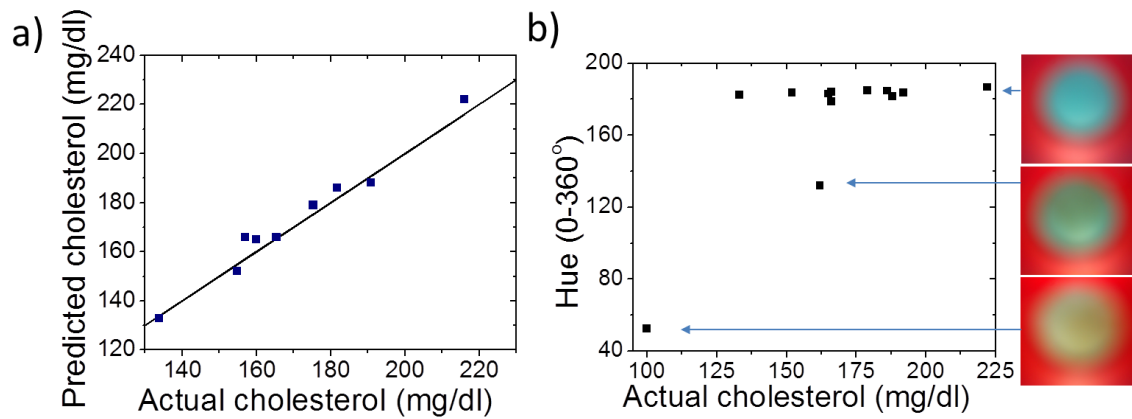 a)
Predicted cholesterol (mg/dl)
240
220
200
180
160
140
120
140 160 180 200 220
Actual cholesterol (mg/dl)
b)
Hue (0-360°)
200
160
120
80
40
100 125 150 175 200 225
Actual cholesterol (mg/dl)